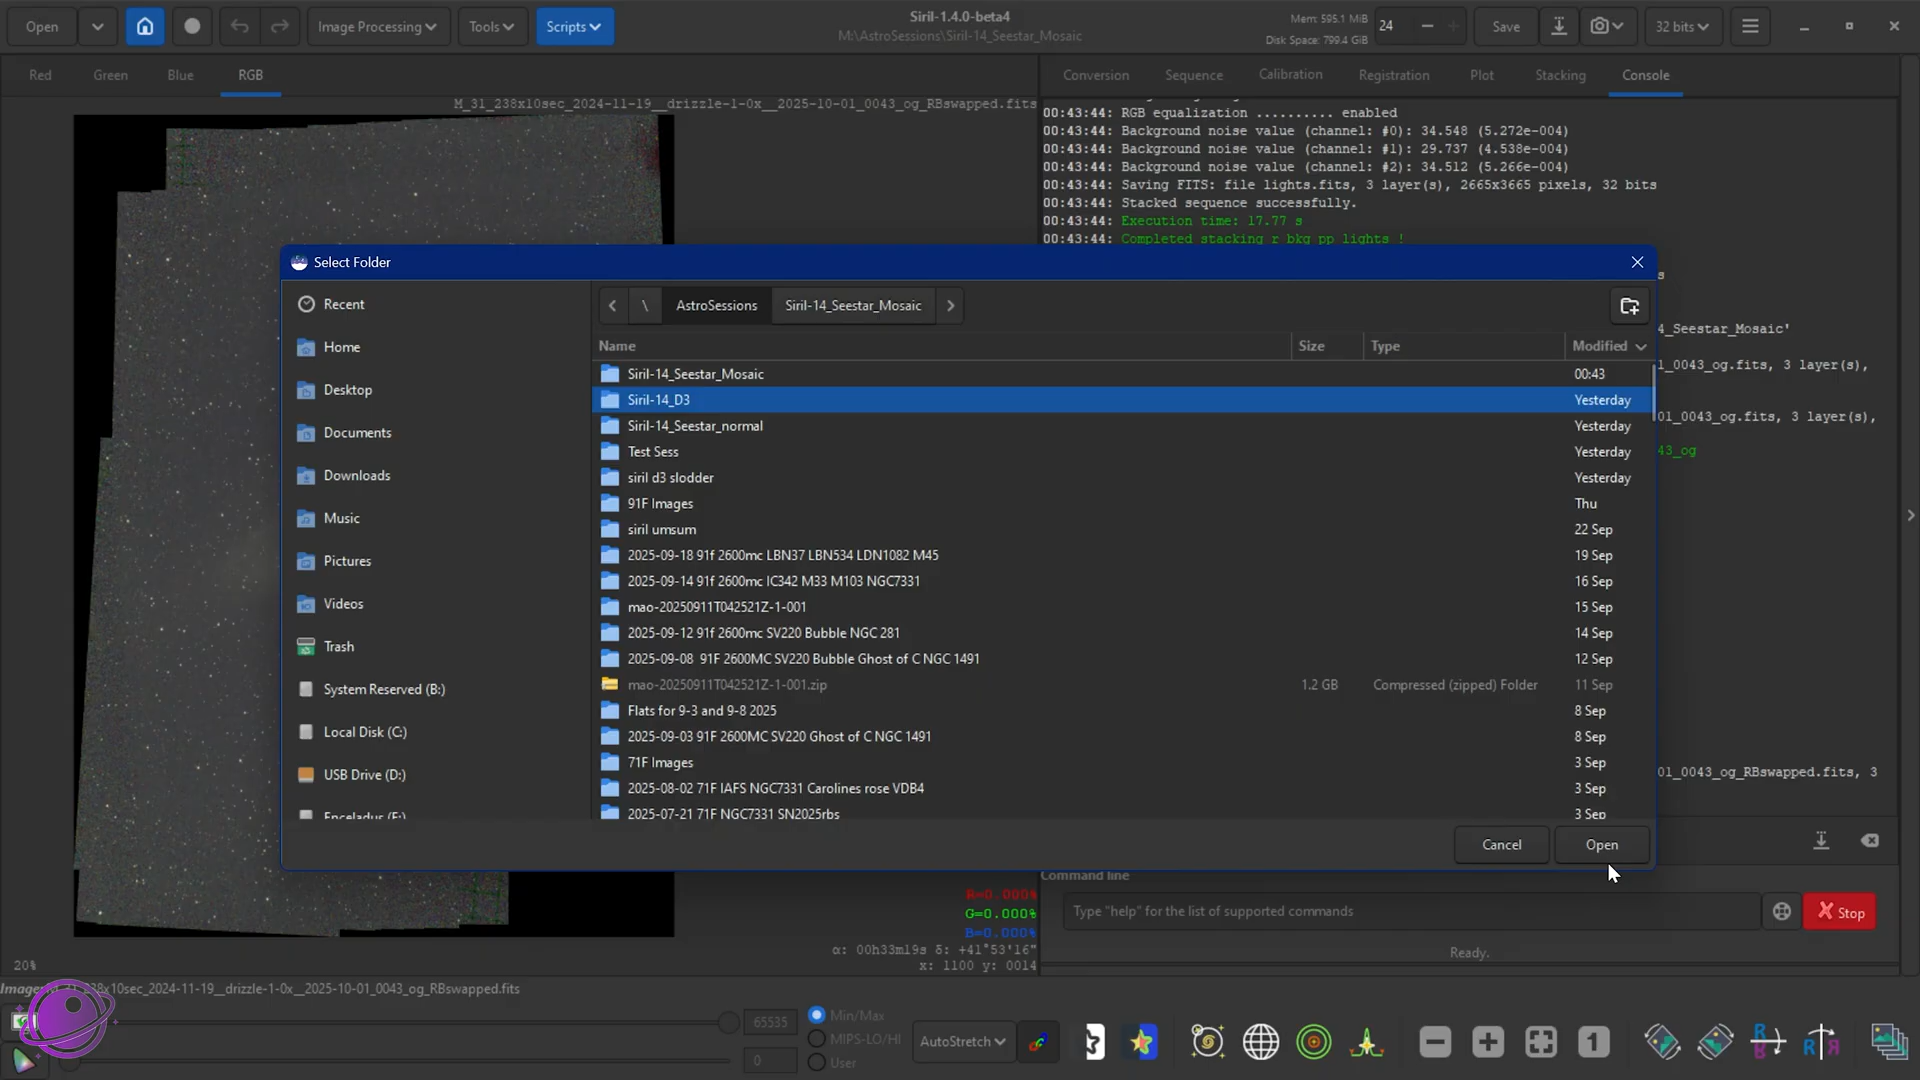 Open
Image Processing
Tools
Scripts
Siril-1.4.0-beta4
M:\AstroSessions\Siril-14_Seestar_Mosaic
Mem: 595.1 MiB
Disk Space: 799.4 GiB
24
Save
32 bits
Red
Green
Blue
RGB
Conversion
Sequence
Calibration
Registration
Plot
Stacking
Console
M_31_238x10sec_2024-11-19__drizzle-1-0x__2025-10-01_0043_og_RBswapped.fits
00:43:44: RGB equalization .......... enabled
00:43:44: Background noise value (channel: #0): 34.548 (5.272e-004)
00:43:44: Background noise value (channel: #1): 29.737 (4.538e-004)
00:43:44: Background noise value (channel: #2): 34.512 (5.266e-004)
00:43:44: Saving FITS: file lights.fits, 3 layer(s), 2665x3665 pixels, 32 bits
00:43:44: Stacked sequence successfully.
00:43:44: Execution time: 17.77 s
00:43:44: Completed stacking r bkg pp lights !
s
4_Seestar_Mosaic'
1_0043_og.fits, 3 layer(s),
01_0043_og.fits, 3 layer(s),
43_og
01_0043_og_RBswapped.fits, 3
Select Folder
Recent
Home
Desktop
Documents
Downloads
Music
Pictures
Videos
Trash
System Reserved (B:)
Local Disk (C:)
USB Drive (D:)
Enceladus (E:)
\
AstroSessions
Siril-14_Seestar_Mosaic
Name
Size
Type
Modified
Siril-14_Seestar_Mosaic 00:43
Siril-14_D3 Yesterday
Siril-14_Seestar_normal Yesterday
Test Sess Yesterday
siril d3 slodder Yesterday
91F Images Thu
siril umsum 22 Sep
2025-09-18 91f 2600mc LBN37 LBN534 LDN1082 M45 19 Sep
2025-09-14 91f 2600mc IC342 M33 M103 NGC7331 16 Sep
mao-20250911T042521Z-1-001 15 Sep
2025-09-12 91f 2600mc SV220 Bubble NGC 281 14 Sep
2025-09-08  91F 2600MC SV220 Bubble Ghost of C NGC 1491 12 Sep
mao-20250911T042521Z-1-001.zip 1.2 GB Compressed (zipped) Folder 11 Sep
Flats for 9-3 and 9-8 2025 8 Sep
2025-09-03 91F 2600MC SV220 Ghost of C NGC 1491 8 Sep
71F Images 3 Sep
2025-08-02 71F IAFS NGC7331 Carolines rose VDB4 3 Sep
2025-07-21 71F NGC7331 SN2025rbs 3 Sep
Cancel
Open
Command line
Type "help" for the list of supported commands
Stop
Ready.
R=0.000%
G=0.000%
B=0.000%
α: 00h33m19s δ: +41°53'16"
x: 1100 y: 0014
20%
Image: 38x10sec_2024-11-19__drizzle-1-0x__2025-10-01_0043_og_RBswapped.fits
65535
0
Min/Max
MIPS-LO/HI
User
AutoStretch
1
R
R
R R